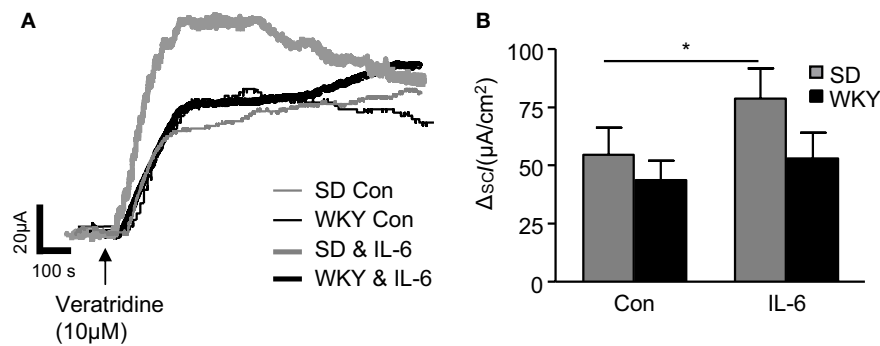 A
20µA
100 s
Veratridine
(10µM)
SD Con
WKY Con
SD & IL-6
WKY & IL-6
B
ΔSCI(µA/cm²)
100
75
50
25
0
*
SD
WKY
Con
IL-6